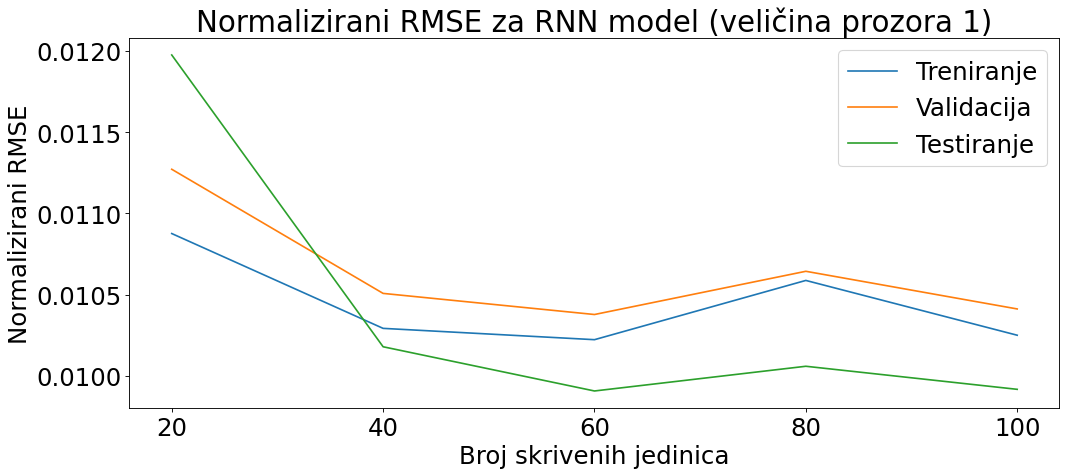 Normalizirani RMSE za RNN model (veličina prozora 1)
Normalizirani RMSE
0.0120
0.0115
0.0110
0.0105
0.0100
Treniranje
Validacija
Testiranje
20 40 60 80 100
Broj skrivenih jedinica